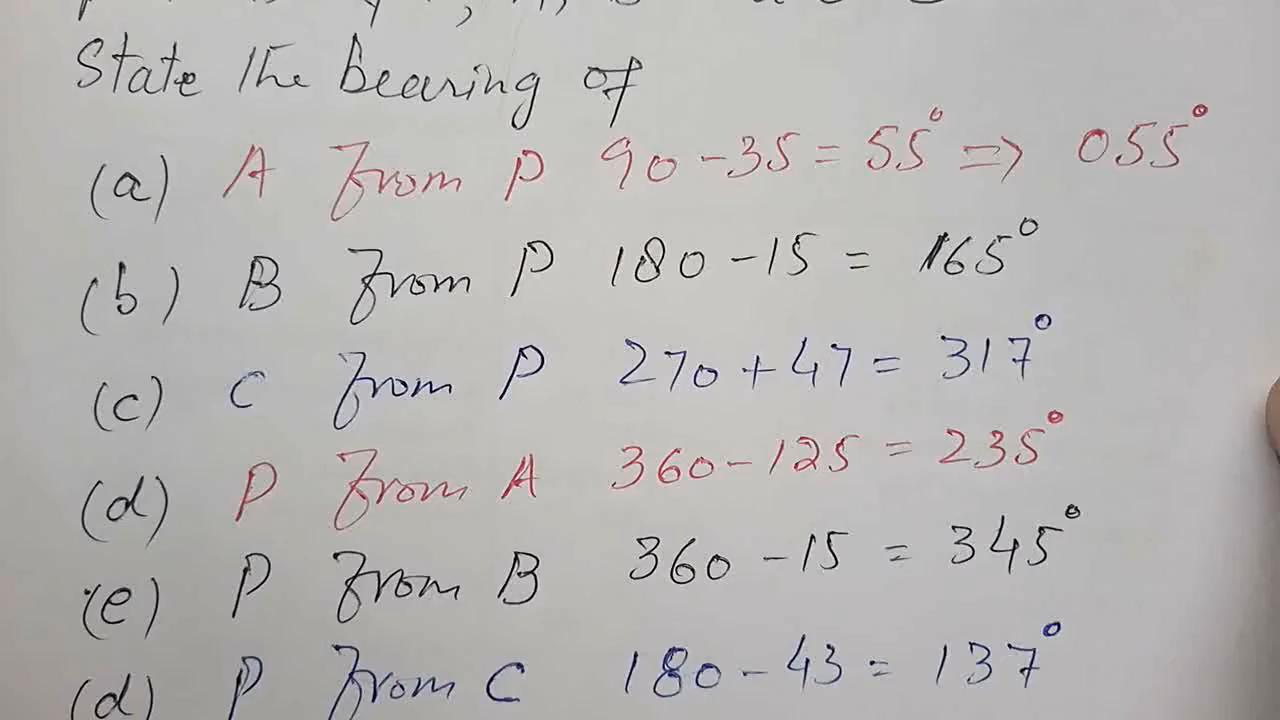 State the bearing of
(a) A from P 90 - 35 = 55° => 055°
(b) B from P 180 - 15 = 165°
(c) C from P 270 + 47 = 317°
(d) P from A 360 - 125 = 235°
(e) P from B 360 - 15 = 345°
(d) P from C 180 - 43 = 137°